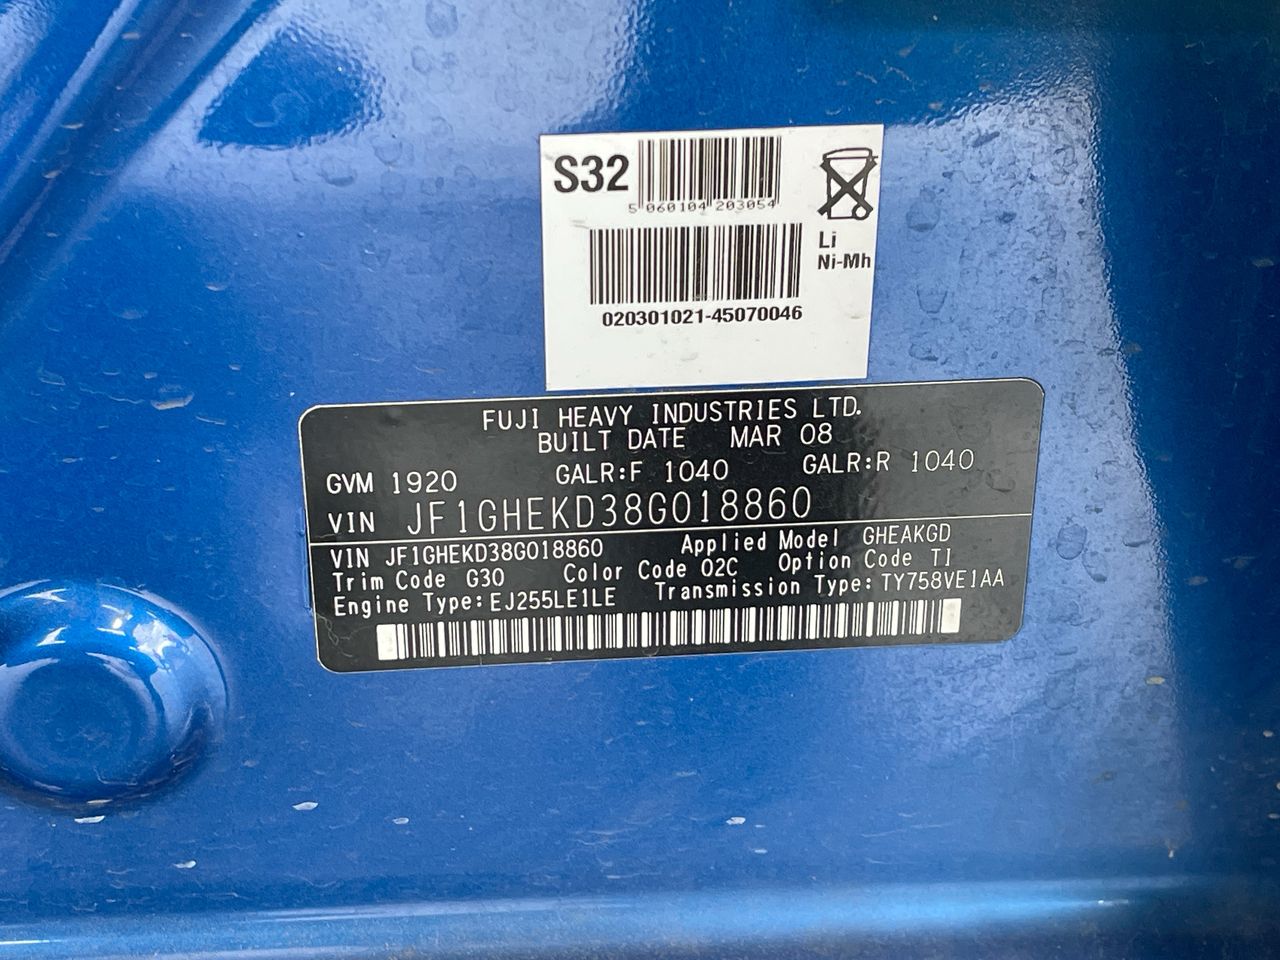 S32
5 060104 203054
Li
Ni-Mh
020301021-45070046
FUJI HEAVY INDUSTRIES LTD.
BUILT DATE MAR 08
GVM 1920 GALR:F 1040 GALR:R 1040
VIN JF1GHEKD38G018860
VIN JF1GHEKD38G018860 Applied Model GHEAKGD
Trim Code G30 Color Code 02C Option Code TI
Engine Type:EJ255LE1LE Transmission Type:TY758VE1AA